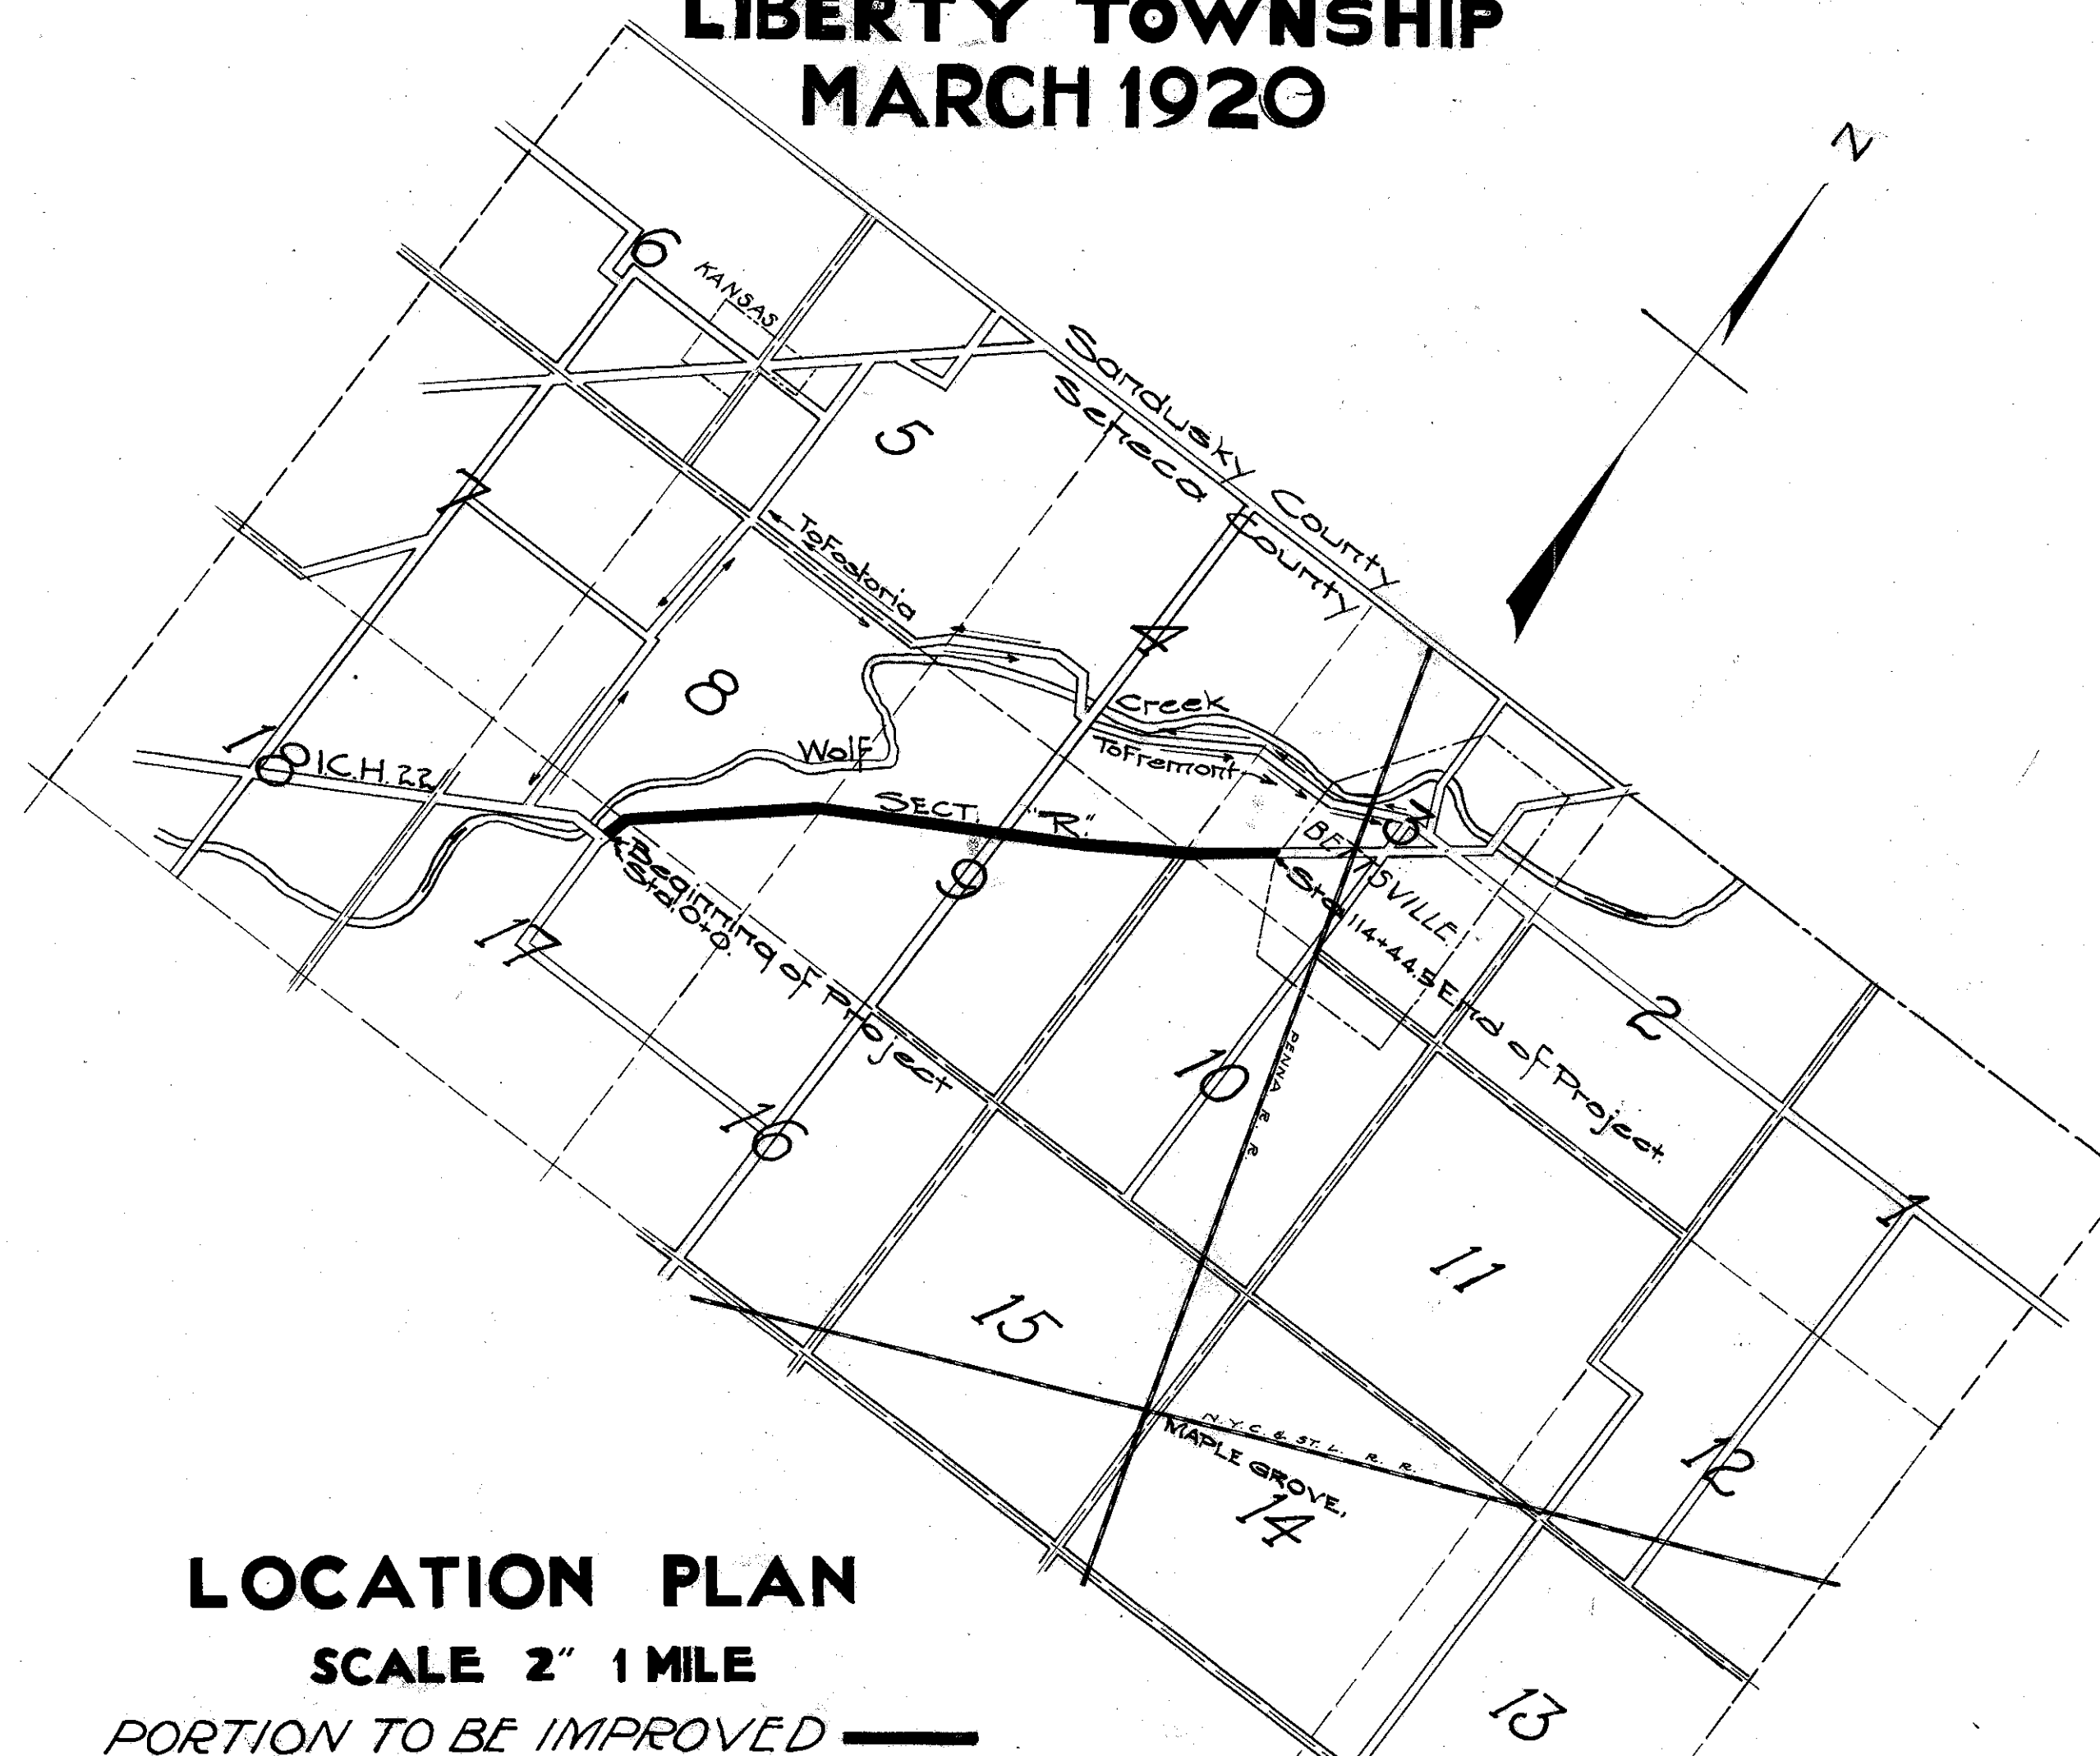 LIBERTY TOWNSHIP
MARCH 1920
N
6
KANSAS
Sandusky County
Seneca County
5
7
To Fostoria
4
8
Creek
Wolf
To Fremont
18
I.C.H. 22
SECT. "R"
3
BETTSVILLE
9
Beginning of Project
Sta. 0+0.
Sta. 114+44.5 End of Project.
17
2
10
PENNA R. R.
16
1
11
15
N.Y.C. & ST. L. R. R.
MAPLE GROVE.
12
14
13
LOCATION PLAN
SCALE 2" 1 MILE
PORTION TO BE IMPROVED